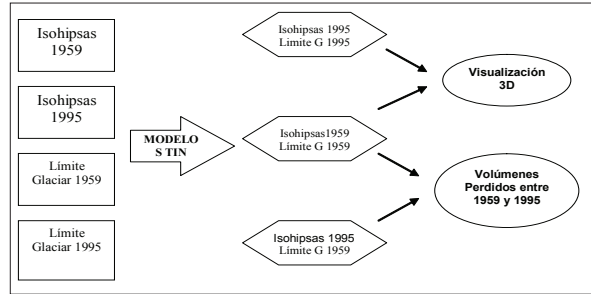 Isohipsas
1959
Isohipsas
1995
Límite
Glaciar 1959
Límite
Glaciar 1995
MODELO
S TIN
Isohipsas 1995
Límite G 1995
Isohipsas1959
Límite G 1959
Isohipsas 1995
Límite G 1959
Visualización
3D
Volúmenes
Perdidos entre
1959 y 1995